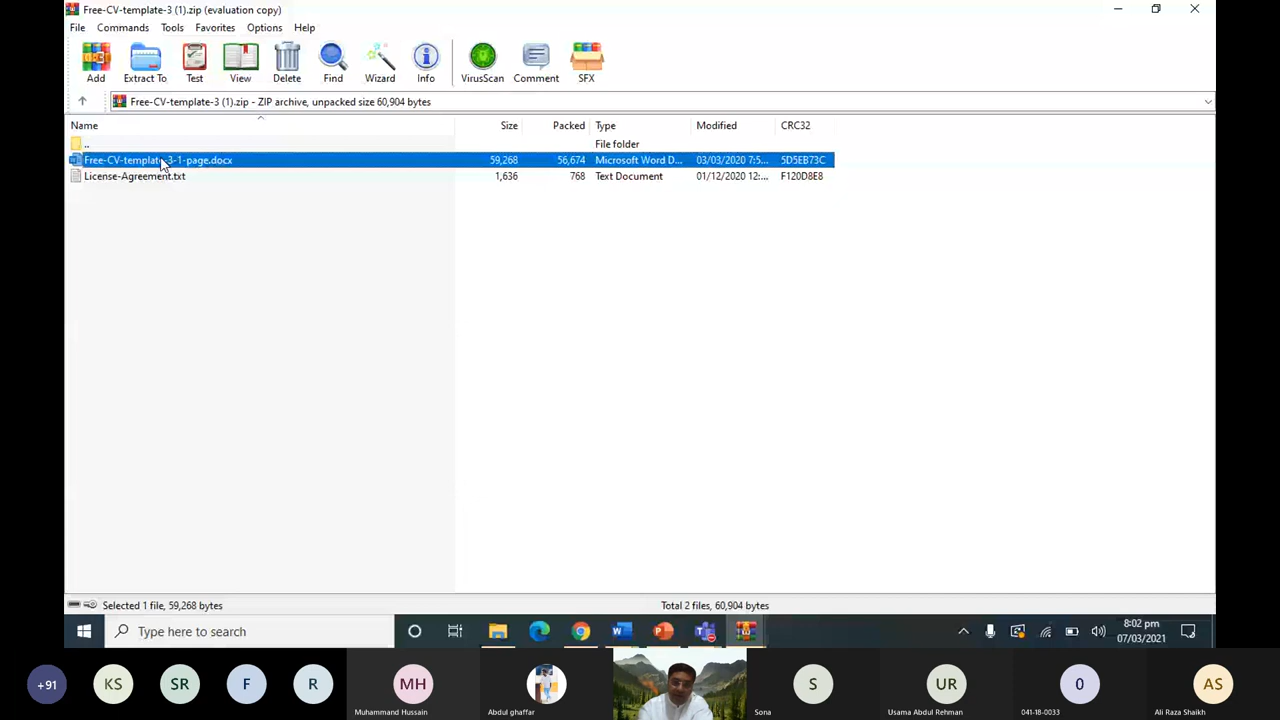 Free-CV-template-3 (1).zip (evaluation copy)
File Commands Tools Favorites Options Help
Add Extract To Test View Delete Find Wizard Info VirusScan Comment SFX
Free-CV-template-3 (1).zip - ZIP archive, unpacked size 60,904 bytes
Name Size Packed Type Modified CRC32
.. File folder
Free-CV-template-3-1-page.docx 59,268 56,674 Microsoft Word D... 03/03/2020 7:5... 5D5EB73C
License-Agreement.txt 1,636 768 Text Document 01/12/2020 12:... F120D8E8
Selected 1 file, 59,268 bytes Total 2 files, 60,904 bytes
Type here to search
8:02 pm
07/03/2021
+91 KS SR F R MH S UR 0 AS
Muhammand Hussain Abdul ghaffar Sona Usama Abdul Rehman 041-18-0033 Ali Raza Shaikh